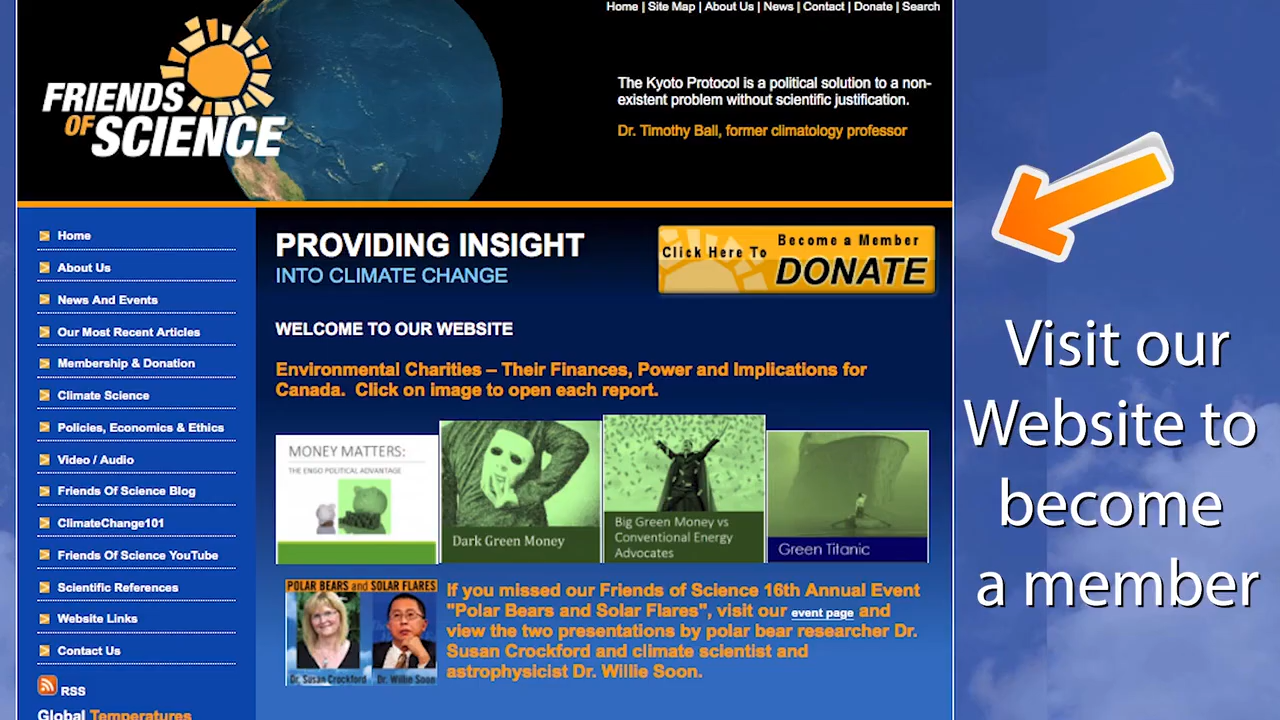 Home | Site Map | About Us | News | Contact | Donate | Search
FRIENDS
OF SCIENCE
The Kyoto Protocol is a political solution to a non-
existent problem without scientific justification.
Dr. Timothy Ball, former climatology professor
Home
About Us
News And Events
Our Most Recent Articles
Membership & Donation
Climate Science
Policies, Economics & Ethics
Video / Audio
Friends Of Science Blog
ClimateChange101
Friends Of Science YouTube
Scientific References
Website Links
Contact Us
RSS
Global Temperatures
PROVIDING INSIGHT
INTO CLIMATE CHANGE
Click Here To
Become a Member
DONATE
WELCOME TO OUR WEBSITE
Environmental Charities – Their Finances, Power and Implications for
Canada. Click on image to open each report.
MONEY MATTERS:
THE ENGO POLITICAL ADVANTAGE
Dark Green Money
Big Green Money vs
Conventional Energy
Advocates
Green Titanic
POLAR BEARS and SOLAR FLARES
Dr. Susan Crockford
Dr. Willie Soon
If you missed our Friends of Science 16th Annual Event
"Polar Bears and Solar Flares", visit our event page and
view the two presentations by polar bear researcher Dr.
Susan Crockford and climate scientist and
astrophysicist Dr. Willie Soon.
Visit our
Website to
become
a member